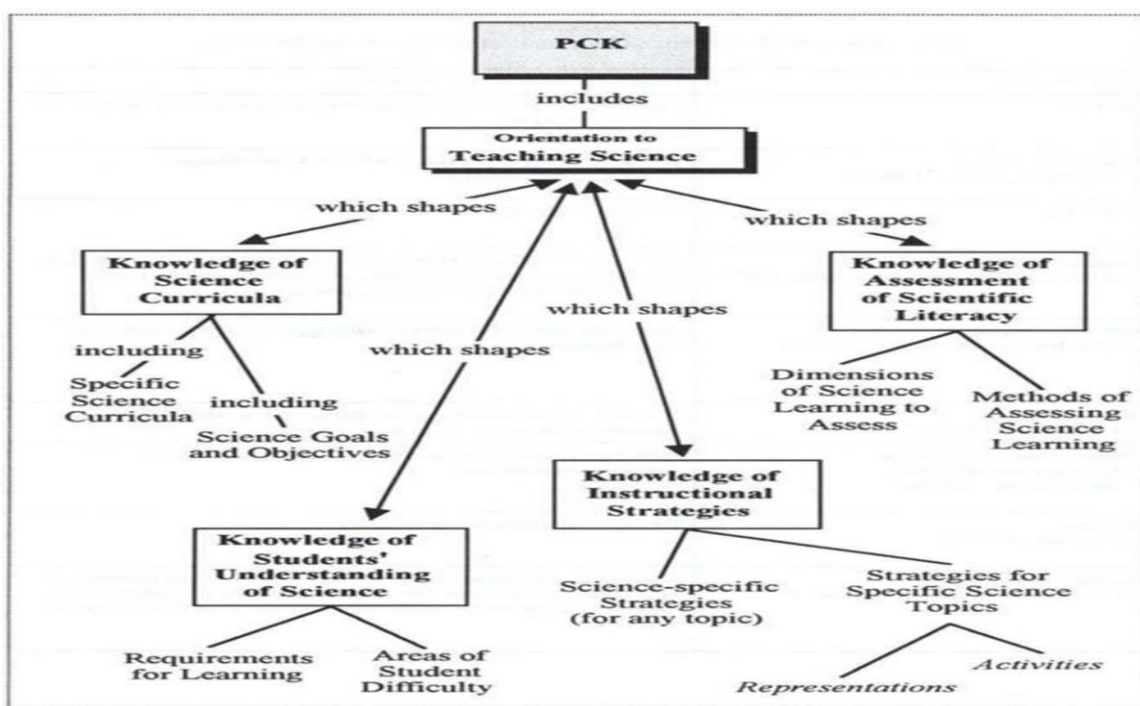 PCK
includes
Orientation to
Teaching Science
which shapes
which shapes
Knowledge of
Science
Curricula
Knowledge of
Assessment
of Scientific
Literacy
which shapes
which shapes
including
Specific
Science
Curricula
including
Science Goals
and Objectives
Dimensions
of Science
Learning to
Assess
Methods of
Assessing
Science
Learning
Knowledge of
Instructional
Strategies
Knowledge of
Students'
Understanding
of Science
Science-specific
Strategies
(for any topic)
Strategies for
Specific Science
Topics
Requirements
for Learning
Areas of
Student
Difficulty
Representations
Activities